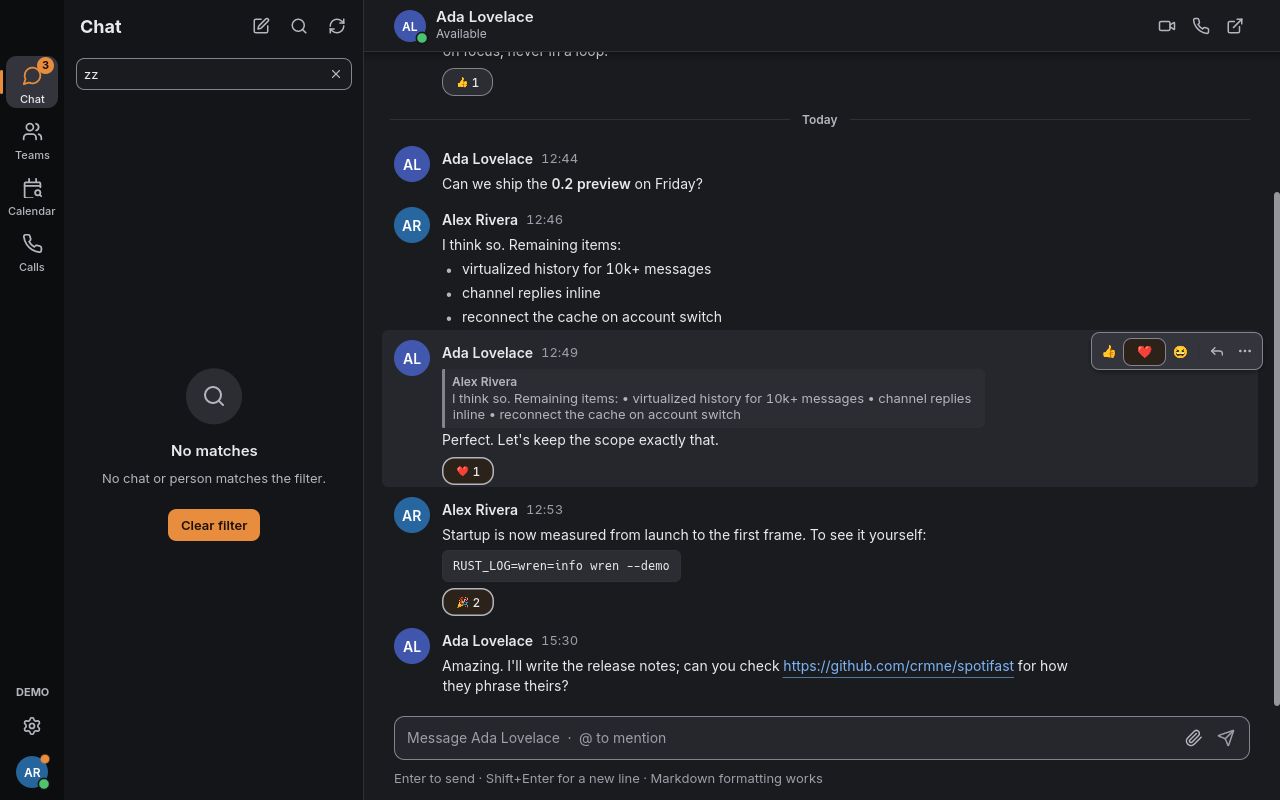 Chat
3
Chat
Teams
Calendar
Calls
DEMO
AR
zz
No matches
No chat or person matches the filter.
Clear filter
AL
Ada Lovelace
Available
on focus, never in a loop.
👍 1
Today
AL
Ada Lovelace 12:44
Can we ship the 0.2 preview on Friday?
AR
Alex Rivera 12:46
I think so. Remaining items:
• virtualized history for 10k+ messages
• channel replies inline
• reconnect the cache on account switch
AL
Ada Lovelace 12:49
Alex Rivera
I think so. Remaining items: • virtualized history for 10k+ messages • channel replies
inline • reconnect the cache on account switch
Perfect. Let's keep the scope exactly that.
❤️ 1
AR
Alex Rivera 12:53
Startup is now measured from launch to the first frame. To see it yourself:
RUST_LOG=wren=info wren --demo
🎉 2
AL
Ada Lovelace 15:30
Amazing. I'll write the release notes; can you check https://github.com/crmne/spotifast for how
they phrase theirs?
Message Ada Lovelace · @ to mention
Enter to send · Shift+Enter for a new line · Markdown formatting works